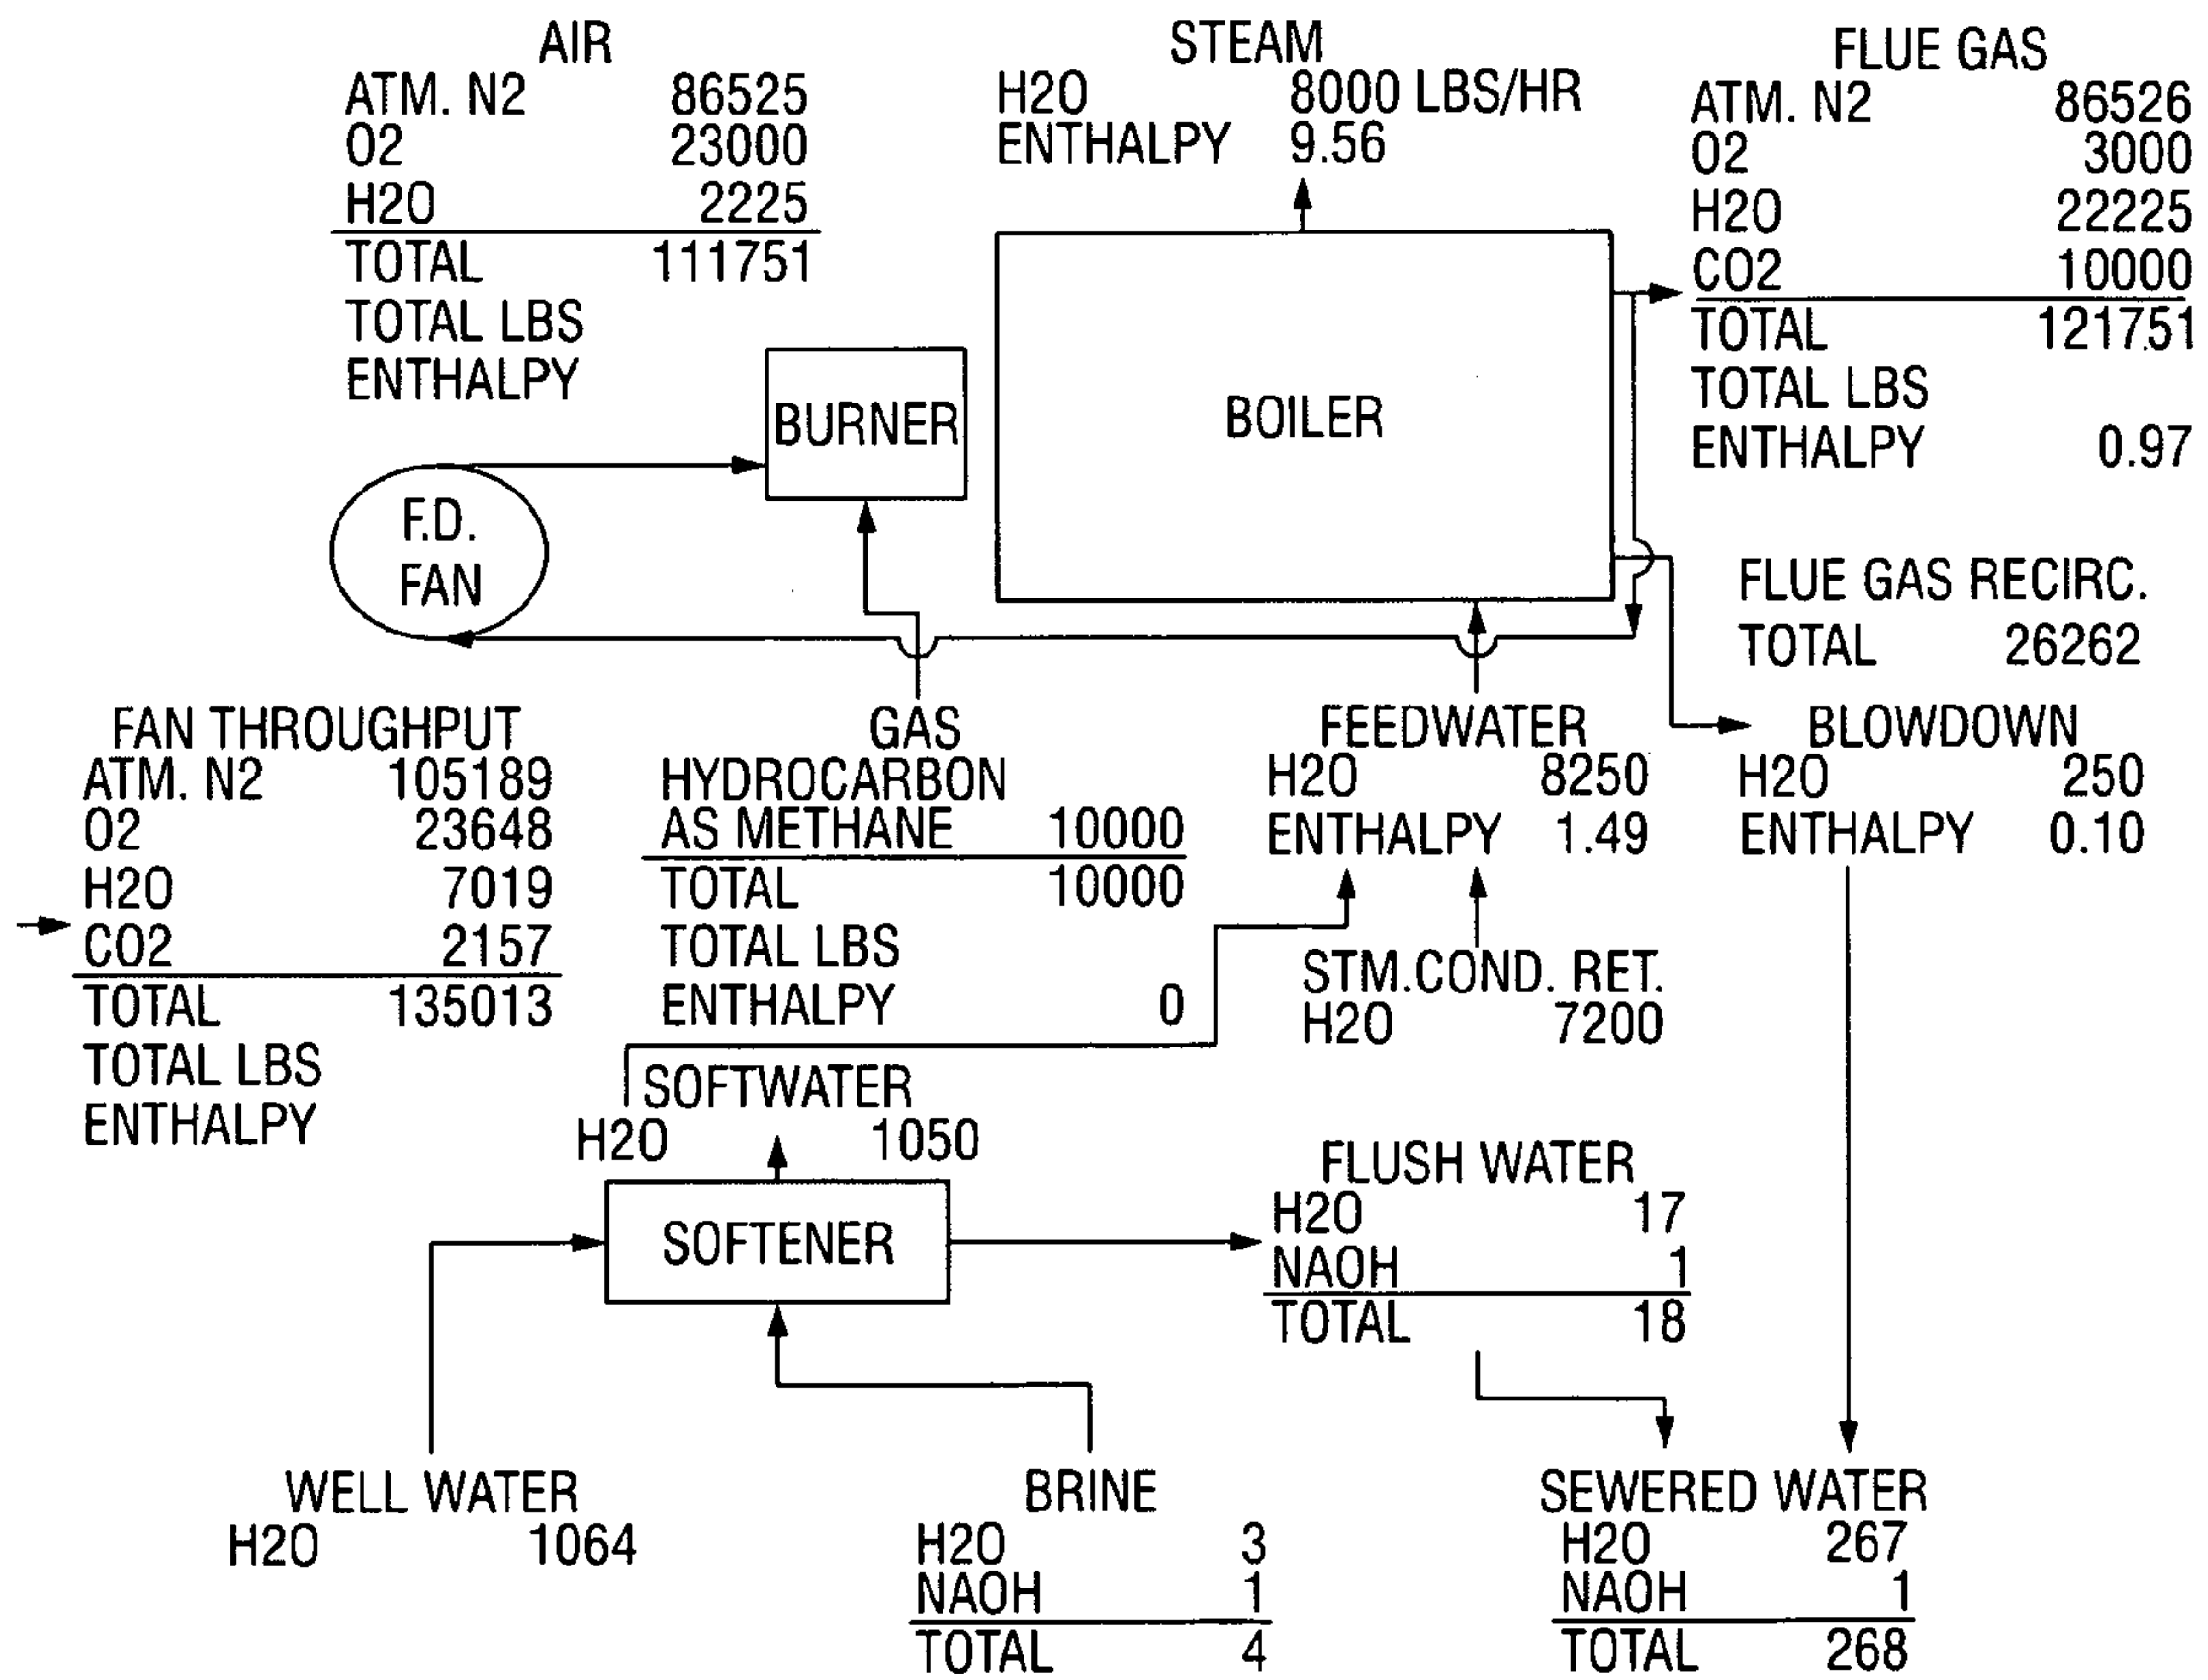 AIR
ATM. N2 86525
O2 23000
H2O 2225
TOTAL 111751
TOTAL LBS
ENTHALPY
STEAM
H2O 8000 LBS/HR
ENTHALPY 9.56
FLUE GAS
ATM. N2 86526
O2 3000
H2O 22225
CO2 10000
TOTAL 121751
TOTAL LBS
ENTHALPY 0.97
BURNER
BOILER
F.D.
FAN
FLUE GAS RECIRC.
TOTAL 26262
FAN THROUGHPUT
ATM. N2 105189
O2 23648
H2O 7019
CO2 2157
TOTAL 135013
TOTAL LBS
ENTHALPY
GAS
HYDROCARBON
AS METHANE 10000
TOTAL 10000
TOTAL LBS
ENTHALPY 0
FEEDWATER
H2O 8250
ENTHALPY 1.49
BLOWDOWN
H2O 250
ENTHALPY 0.10
STM.COND. RET.
H2O 7200
SOFTWATER
H2O 1050
SOFTENER
FLUSH WATER
H2O 17
NAOH 1
TOTAL 18
WELL WATER
H2O 1064
BRINE
H2O 3
NAOH 1
TOTAL 4
SEWERED WATER
H2O 267
NAOH 1
TOTAL 268